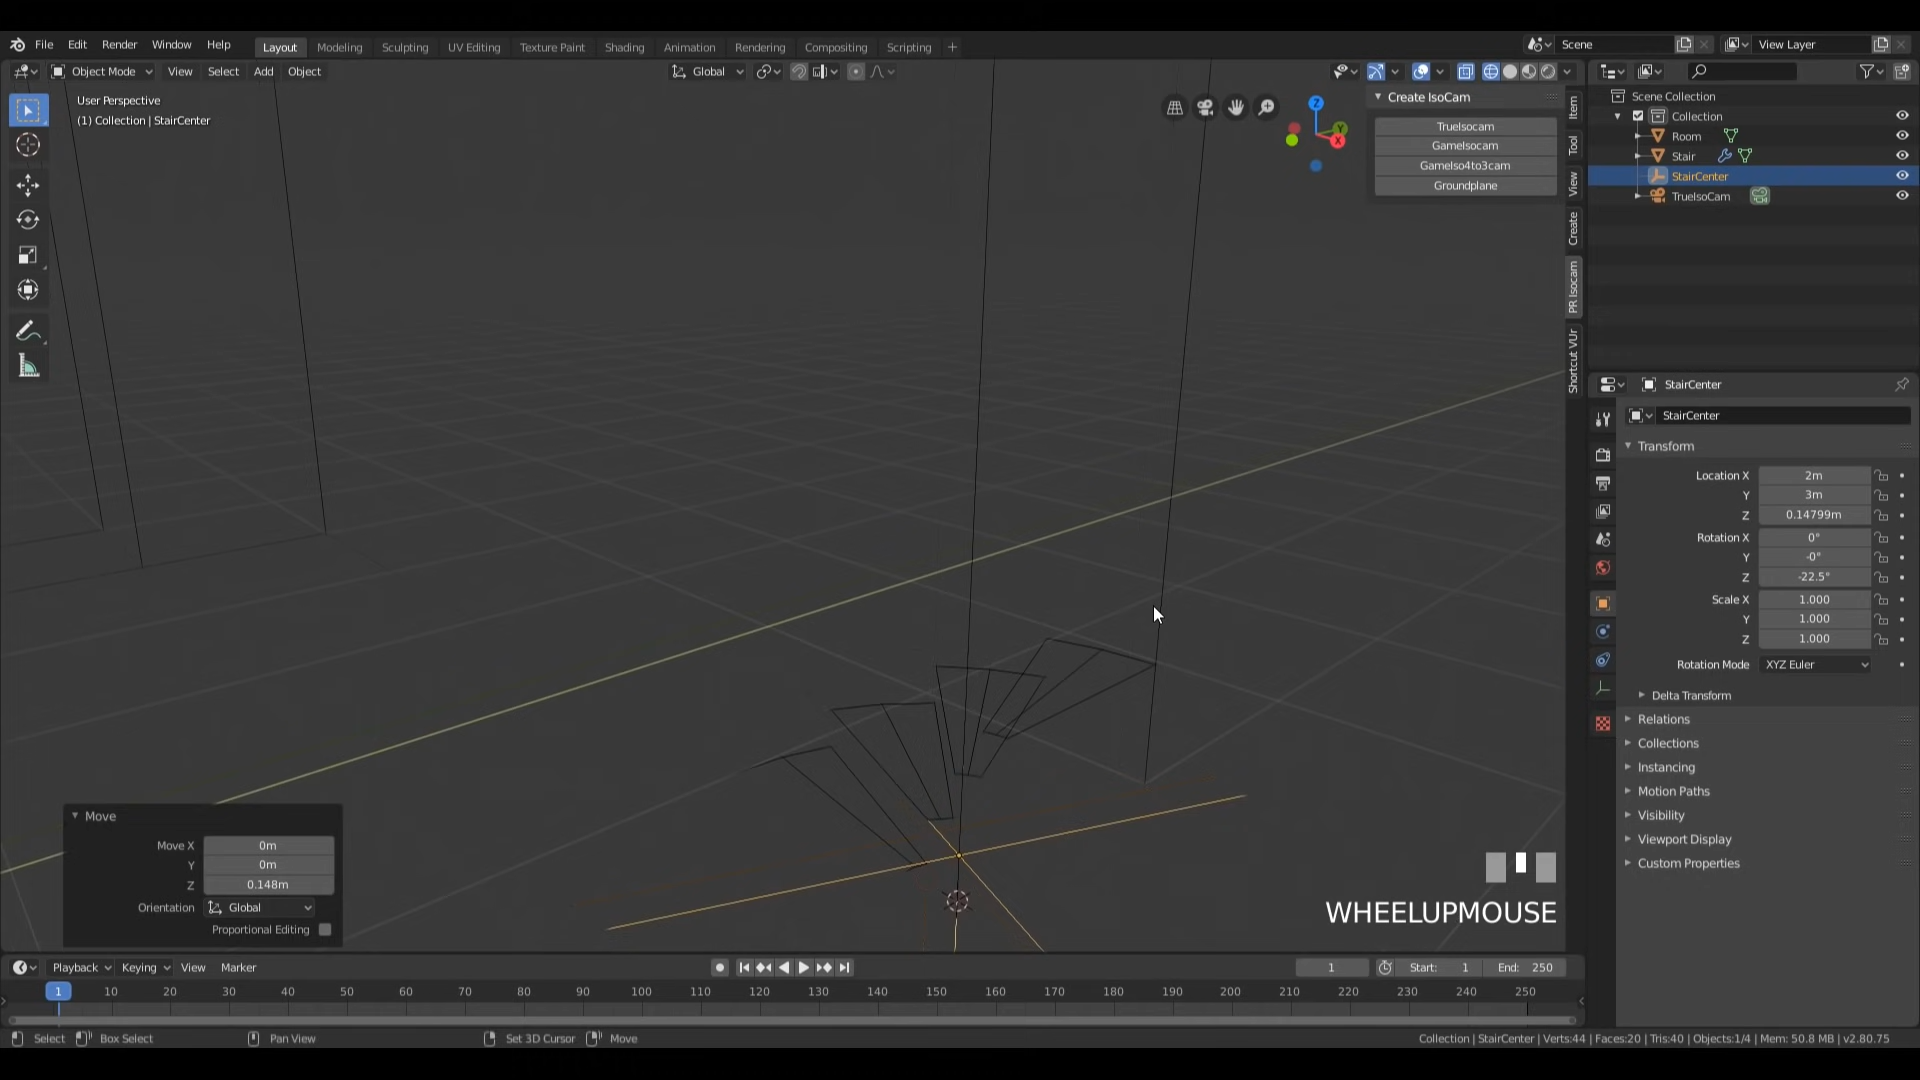 File Edit Render Window Help
Layout Modeling Sculpting UV Editing Texture Paint Shading Animation Rendering Compositing Scripting +
Scene
View Layer
Object Mode View Select Add Object
Global
User Perspective
(1) Collection | StairCenter
Z
Y
X
Create IsoCam
TrueIsocam
GameIsocam
GameIso4to3cam
Groundplane
Item
Tool
View
Create
PR Isocam
Shortcut VUr
Scene Collection
Collection
Room
Stair
StairCenter
TrueIsoCam
StairCenter
StairCenter
Transform
Location X 2m
Y 3m
Z 0.14799m
Rotation X 0°
Y -0°
Z -22.5°
Scale X 1.000
Y 1.000
Z 1.000
Rotation Mode XYZ Euler
Delta Transform
Relations
Collections
Instancing
Motion Paths
Visibility
Viewport Display
Custom Properties
Move
Move X 0m
Y 0m
Z 0.148m
Orientation Global
Proportional Editing
WHEELUPMOUSE
Playback Keying View Marker
1 Start: 1 End: 250
1 10 20 30 40 50 60 70 80 90 100 110 120 130 140 150 160 170 180 190 200 210 220 230 240 250
Select Box Select Pan View Set 3D Cursor Move
Collection | StairCenter | Verts:44 | Faces:20 | Tris:40 | Objects:1/4 | Mem: 50.8 MB | v2.80.75